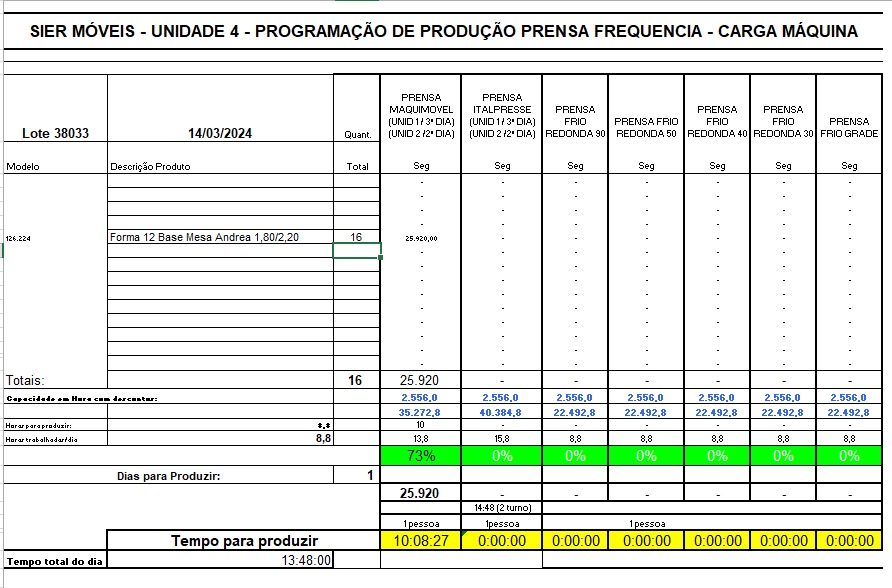 SIER MÓVEIS - UNIDADE 4 - PROGRAMAÇÃO DE PRODUÇÃO PRENSA FREQUENCIA - CARGA MÁQUINA
Lote 38033 14/03/2024 Quant. PRENSA MAQUIMOVEL (UNID 1 / 3º DIA) (UNID 2 /2º DIA) PRENSA ITALPRESSE (UNID 1 / 3º DIA) (UNID 2 /2º DIA) PRENSA FRIO REDONDA 90 PRENSA FRIO REDONDA 50 PRENSA FRIO REDONDA 40 PRENSA FRIO REDONDA 30 PRENSA FRIO GRADE
Modelo Descrição Produto Total Seg Seg Seg Seg Seg Seg Seg
- - - - - - -
- - - - - - -
- - - - - - -
- - - - - - -
126.224 Forma 12 Base Mesa Andrea 1,80/2,20 16 25.920,00 - - - - - -
- - - - - - -
- - - - - - -
- - - - - - -
- - - - - - -
- - - - - - -
- - - - - - -
- - - - - - -
- - - - - - -
- - - - - - -
Totais: 16 25.920 - - - - - -
Capacidade em Hora com descontar: 2.556,0 2.556,0 2.556,0 2.556,0 2.556,0 2.556,0 2.556,0
35.272,8 40.384,8 22.492,8 22.492,8 22.492,8 22.492,8 22.492,8
Horas para produzir: 8,8 10 - - - - - -
Horas trabalhadas/dia 8,8 13,8 15,8 8,8 8,8 8,8 8,8 8,8
73% 0% 0% 0% 0% 0% 0%
Dias para Produzir: 1
25.920 - - - - - -
14:48 (2 turno)
1 pessoa 1 pessoa 1 pessoa
Tempo para produzir 10:08:27 0:00:00 0:00:00 0:00:00 0:00:00 0:00:00 0:00:00
Tempo total do dia 13:48:00